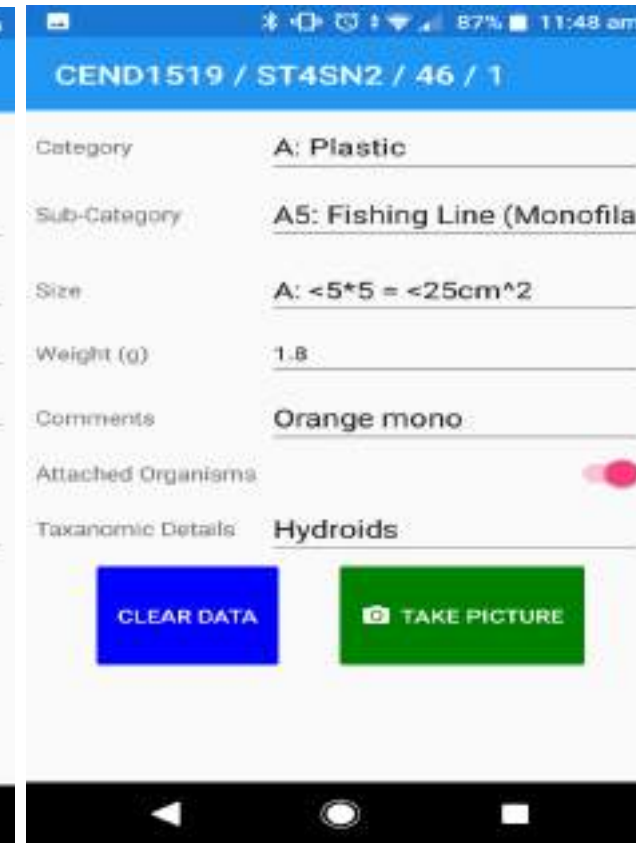 87% 11:48 am
CEND1519 / ST4SN2 / 46 / 1
Category A: Plastic
Sub-Category A5: Fishing Line (Monofila
Size A: <5*5 = <25cm^2
Weight (g) 1.8
Comments Orange mono
Attached Organisms
Taxanomic Details Hydroids
CLEAR DATA TAKE PICTURE